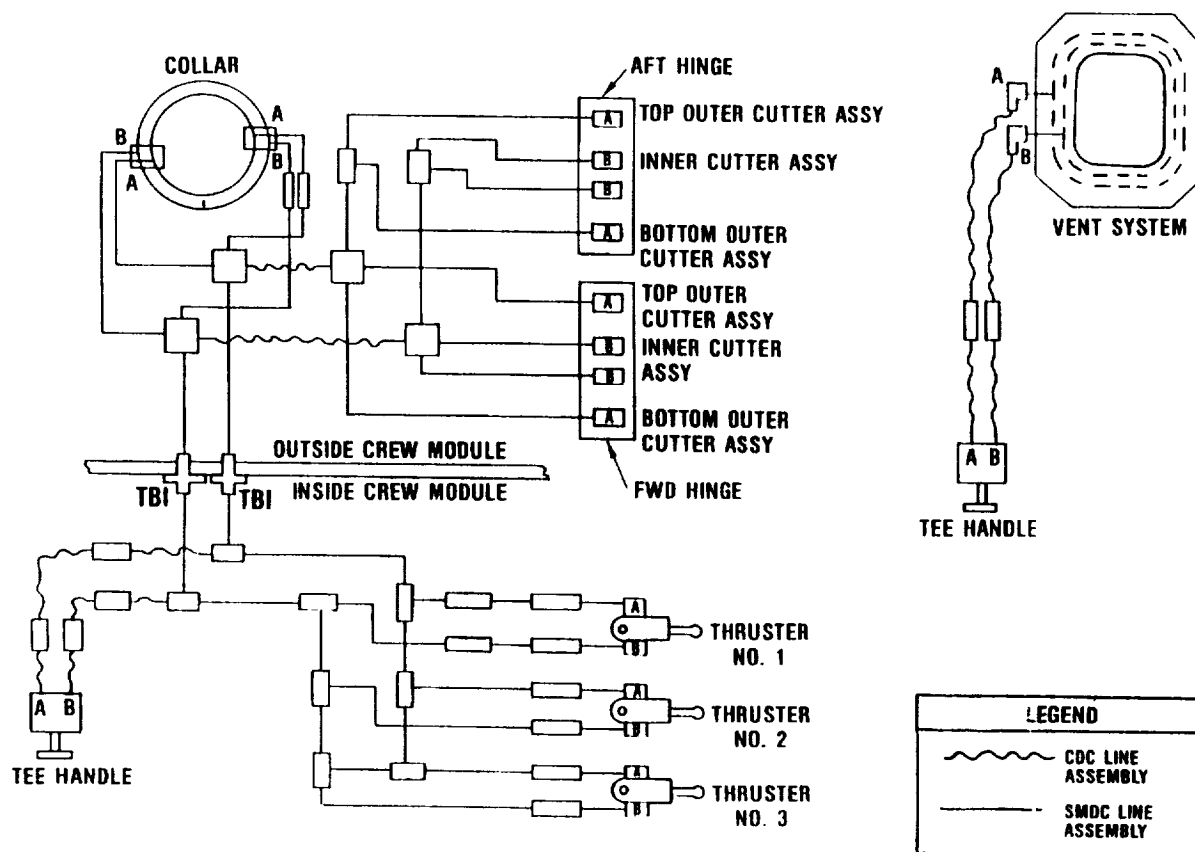 COLLAR
A
B
B
A
AFT HINGE
A
TOP OUTER CUTTER ASSY
B
INNER CUTTER ASSY
B
A
BOTTOM OUTER
CUTTER ASSY
A
TOP OUTER
CUTTER ASSY
B
INNER CUTTER
ASSY
B
A
BOTTOM OUTER
CUTTER ASSY
FWD HINGE
OUTSIDE CREW MODULE
INSIDE CREW MODULE
TBI
TBI
A
B
VENT SYSTEM
A B
TEE HANDLE
A
B
THRUSTER
NO. 1
A
B
THRUSTER
NO. 2
A
B
THRUSTER
NO. 3
A B
TEE HANDLE
LEGEND
CDC LINE
ASSEMBLY
SMDC LINE
ASSEMBLY